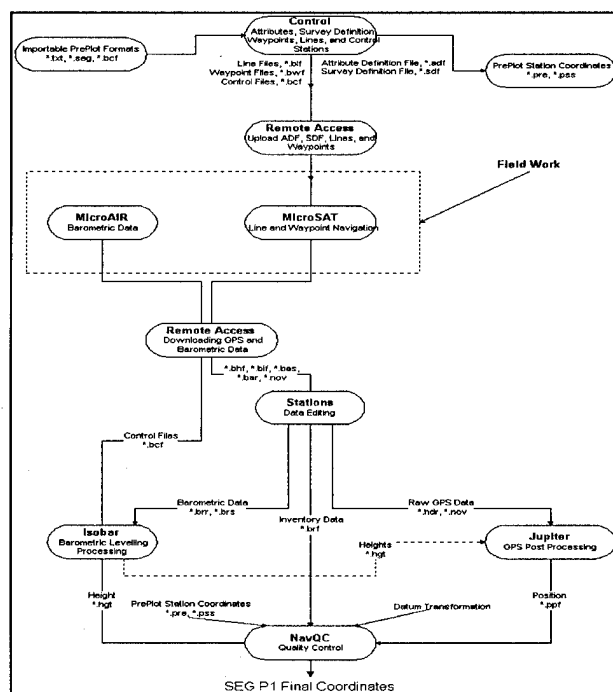 Control
Attributes, Survey Definition
Waypoints, Lines, and Control
Stations
Importable PrePlot Formats
*.txt, *.seg, *.bcf
PrePlot Station Coordinates
*.pre, *.pss
Line Files, *.blf
Waypoint Files, *.bwf
Control Files, *.bcf
Attribute Definition File, *.adf
Survey Definition File, *.sdf
Remote Access
Upload ADF, SDF, Lines, and
Waypoints
Field Work
MicroAIR
Barometric Data
MicroSAT
Line and Waypoint Navigation
Remote Access
Downloading GPS and
Barometric Data
*.bhf, *.blf, *.bas,
*.bar, *.nov
Stations
Data Editing
Control Files
*.bcf
Barometric Data
*.brr, *.brs
Inventory Data
*.brf
Raw GPS Data
*.hdr, *.nov
Isobar
Barometric Levelling
Processing
Heights
*.hgt
Jupiter
GPS Post Processing
Height
*.hgt
PrePlot Station Coordinates
*.pre, *.pss
Datum Transformation
Position
*.ppf
NavQC
Quality Control
SEG P1 Final Coordinates